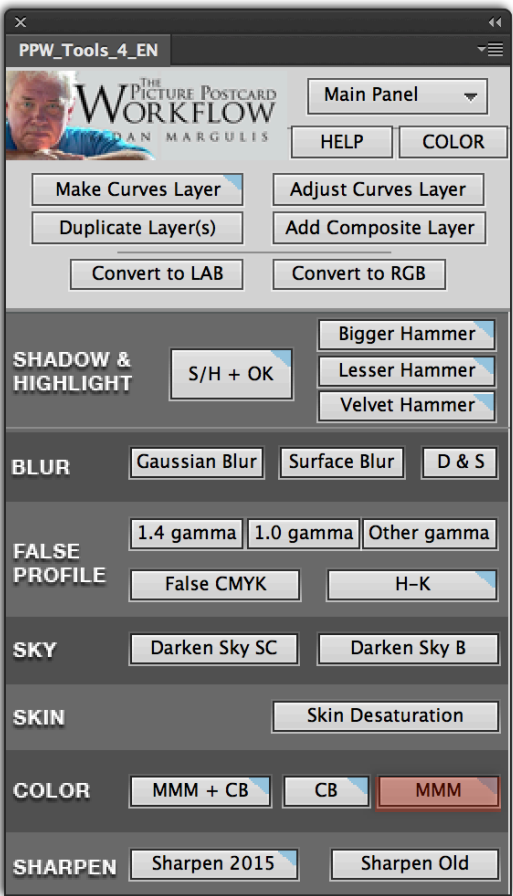 PPW_Tools_4_EN
THE
PICTURE POSTCARD
WORKFLOW
DAN MARGULIS
Main Panel
HELP
COLOR
Make Curves Layer
Adjust Curves Layer
Duplicate Layer(s)
Add Composite Layer
Convert to LAB
Convert to RGB
SHADOW &
HIGHLIGHT
S/H + OK
Bigger Hammer
Lesser Hammer
Velvet Hammer
BLUR
Gaussian Blur
Surface Blur
D & S
FALSE
PROFILE
1.4 gamma
1.0 gamma
Other gamma
False CMYK
H-K
SKY
Darken Sky SC
Darken Sky B
SKIN
Skin Desaturation
COLOR
MMM + CB
CB
MMM
SHARPEN
Sharpen 2015
Sharpen Old